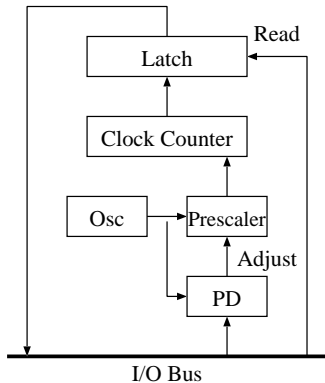 Read
Latch
Clock Counter
Osc
Prescaler
Adjust
PD
I/O Bus